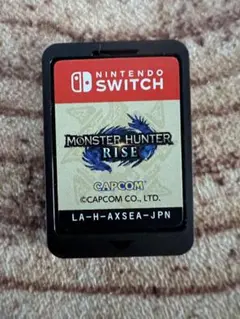 NINTENDO
SWITCH
MONSTER HUNTER
RISE
CAPCOM
©CAPCOM CO., LTD.
LA-H-AXSEA-JPN